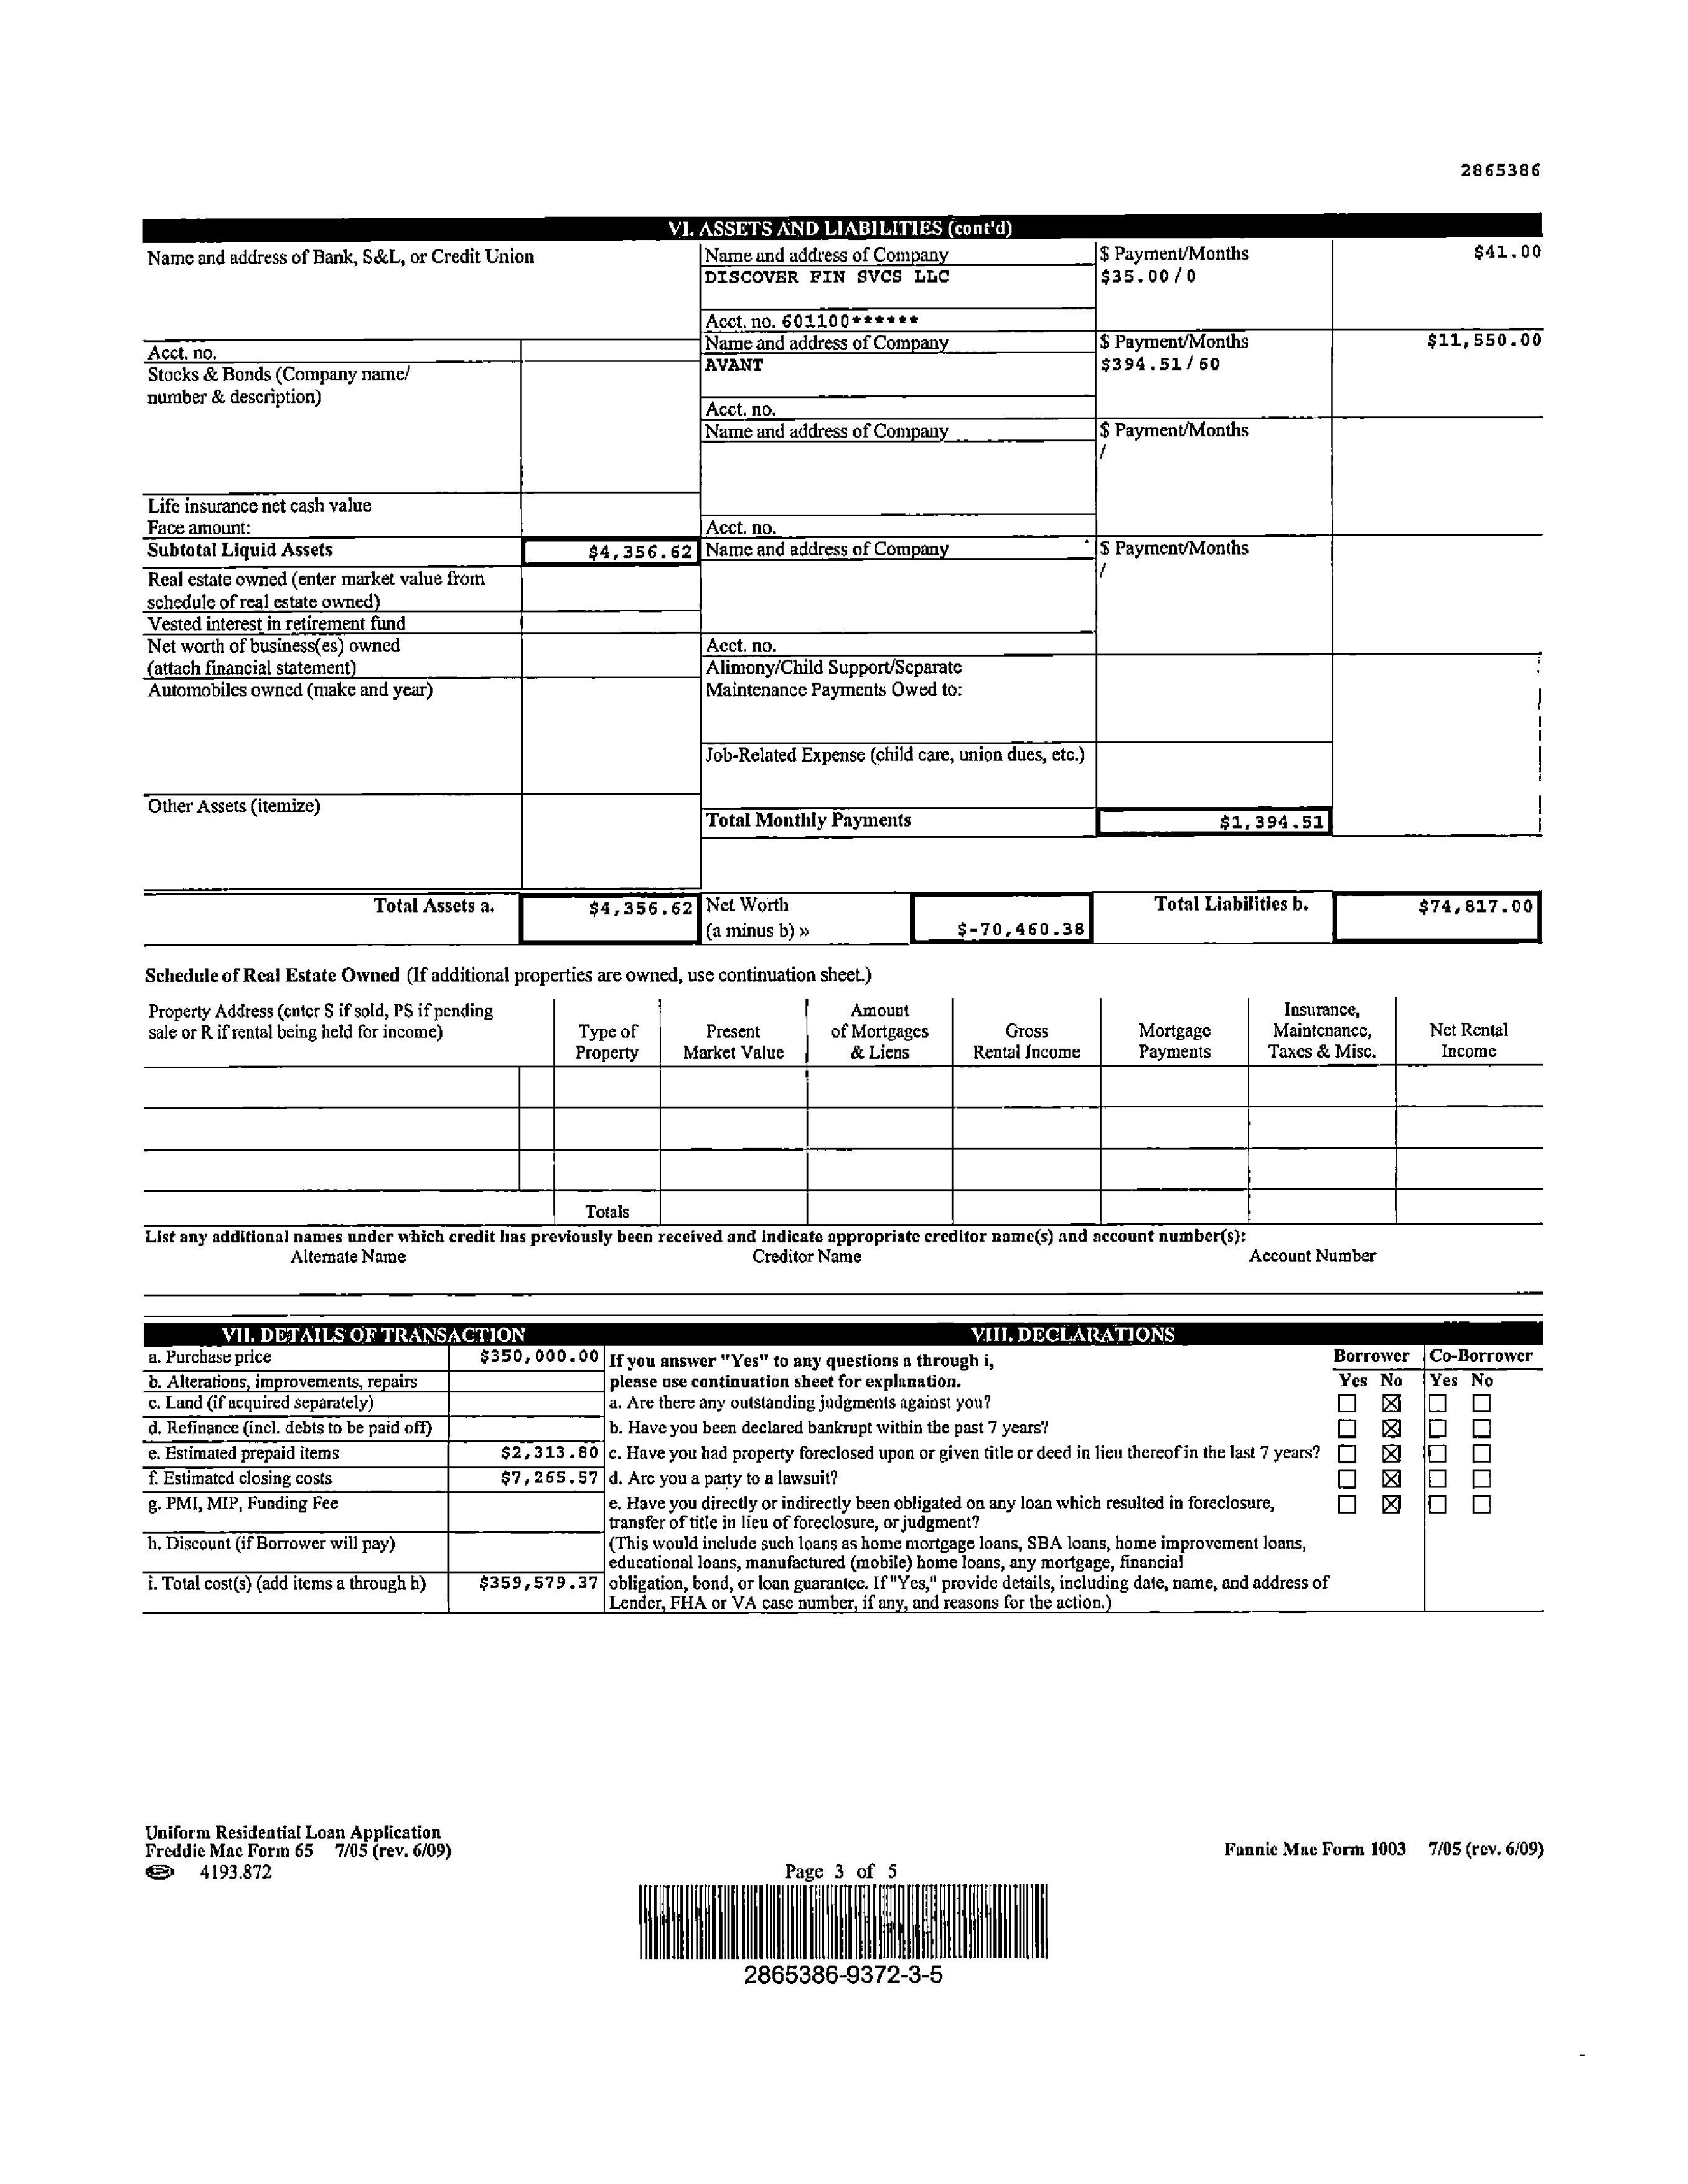 2865386
VI. ASSETS AND LIABILITIES (cont'd)
Name and address of Bank, S&L, or Credit Union
Acct. no.
Stocks & Bonds (Company name/
number & description)
Life insurance net cash value
Face amount:
Subtotal Liquid Assets $4,356.62
Real estate owned (enter market value from
schedule of real estate owned)
Vested interest in retirement fund
Net worth of business(es) owned
(attach financial statement)
Automobiles owned (make and year)
Other Assets (itemize)
Name and address of Company $ Payment/Months $41.00
DISCOVER FIN SVCS LLC $35.00/0
Acct. no. 601100******
Name and address of Company $ Payment/Months $11,550.00
AVANT $394.51/60
Acct. no.
Name and address of Company $ Payment/Months
/
Acct. no.
Name and address of Company $ Payment/Months
/
Acct. no.
Alimony/Child Support/Separate
Maintenance Payments Owed to:
Job-Related Expense (child care, union dues, etc.)
Total Monthly Payments $1,394.51
Total Assets a. $4,356.62 Net Worth Total Liabilities b. $74,817.00
(a minus b) » $-70,460.38
Schedule of Real Estate Owned (If additional properties are owned, use continuation sheet.)
Property Address (enter S if sold, PS if pending
sale or R if rental being held for income)
Type of
Property
Present
Market Value
Amount
of Mortgages
& Liens
Gross
Rental Income
Mortgage
Payments
Insurance,
Maintenance,
Taxes & Misc.
Net Rental
Income
Totals
List any additional names under which credit has previously been received and indicate appropriate creditor name(s) and account number(s):
Alternate Name Creditor Name Account Number
VII. DETAILS OF TRANSACTION
a. Purchase price $350,000.00
b. Alterations, improvements, repairs
c. Land (if acquired separately)
d. Refinance (incl. debts to be paid off)
e. Estimated prepaid items $2,313.80
f. Estimated closing costs $7,265.57
g. PMI, MIP, Funding Fee
h. Discount (if Borrower will pay)
i. Total cost(s) (add items a through h) $359,579.37
VIII. DECLARATIONS
If you answer "Yes" to any questions a through i, Borrower Co-Borrower
please use continuation sheet for explanation. Yes No Yes No
a. Are there any outstanding judgments against you? ☐ ☒ ☐ ☐
b. Have you been declared bankrupt within the past 7 years? ☐ ☒ ☐ ☐
c. Have you had property foreclosed upon or given title or deed in lieu thereof in the last 7 years? ☐ ☒ ☐ ☐
d. Are you a party to a lawsuit? ☐ ☒ ☐ ☐
e. Have you directly or indirectly been obligated on any loan which resulted in foreclosure, ☐ ☒ ☐ ☐
transfer of title in lieu of foreclosure, or judgment?
(This would include such loans as home mortgage loans, SBA loans, home improvement loans,
educational loans, manufactured (mobile) home loans, any mortgage, financial
obligation, bond, or loan guarantee. If "Yes," provide details, including date, name, and address of
Lender, FHA or VA case number, if any, and reasons for the action.)
Uniform Residential Loan Application
Freddie Mac Form 65 7/05 (rev. 6/09) Fannie Mae Form 1003 7/05 (rev. 6/09)
4193.872 Page 3 of 5
2865386-9372-3-5